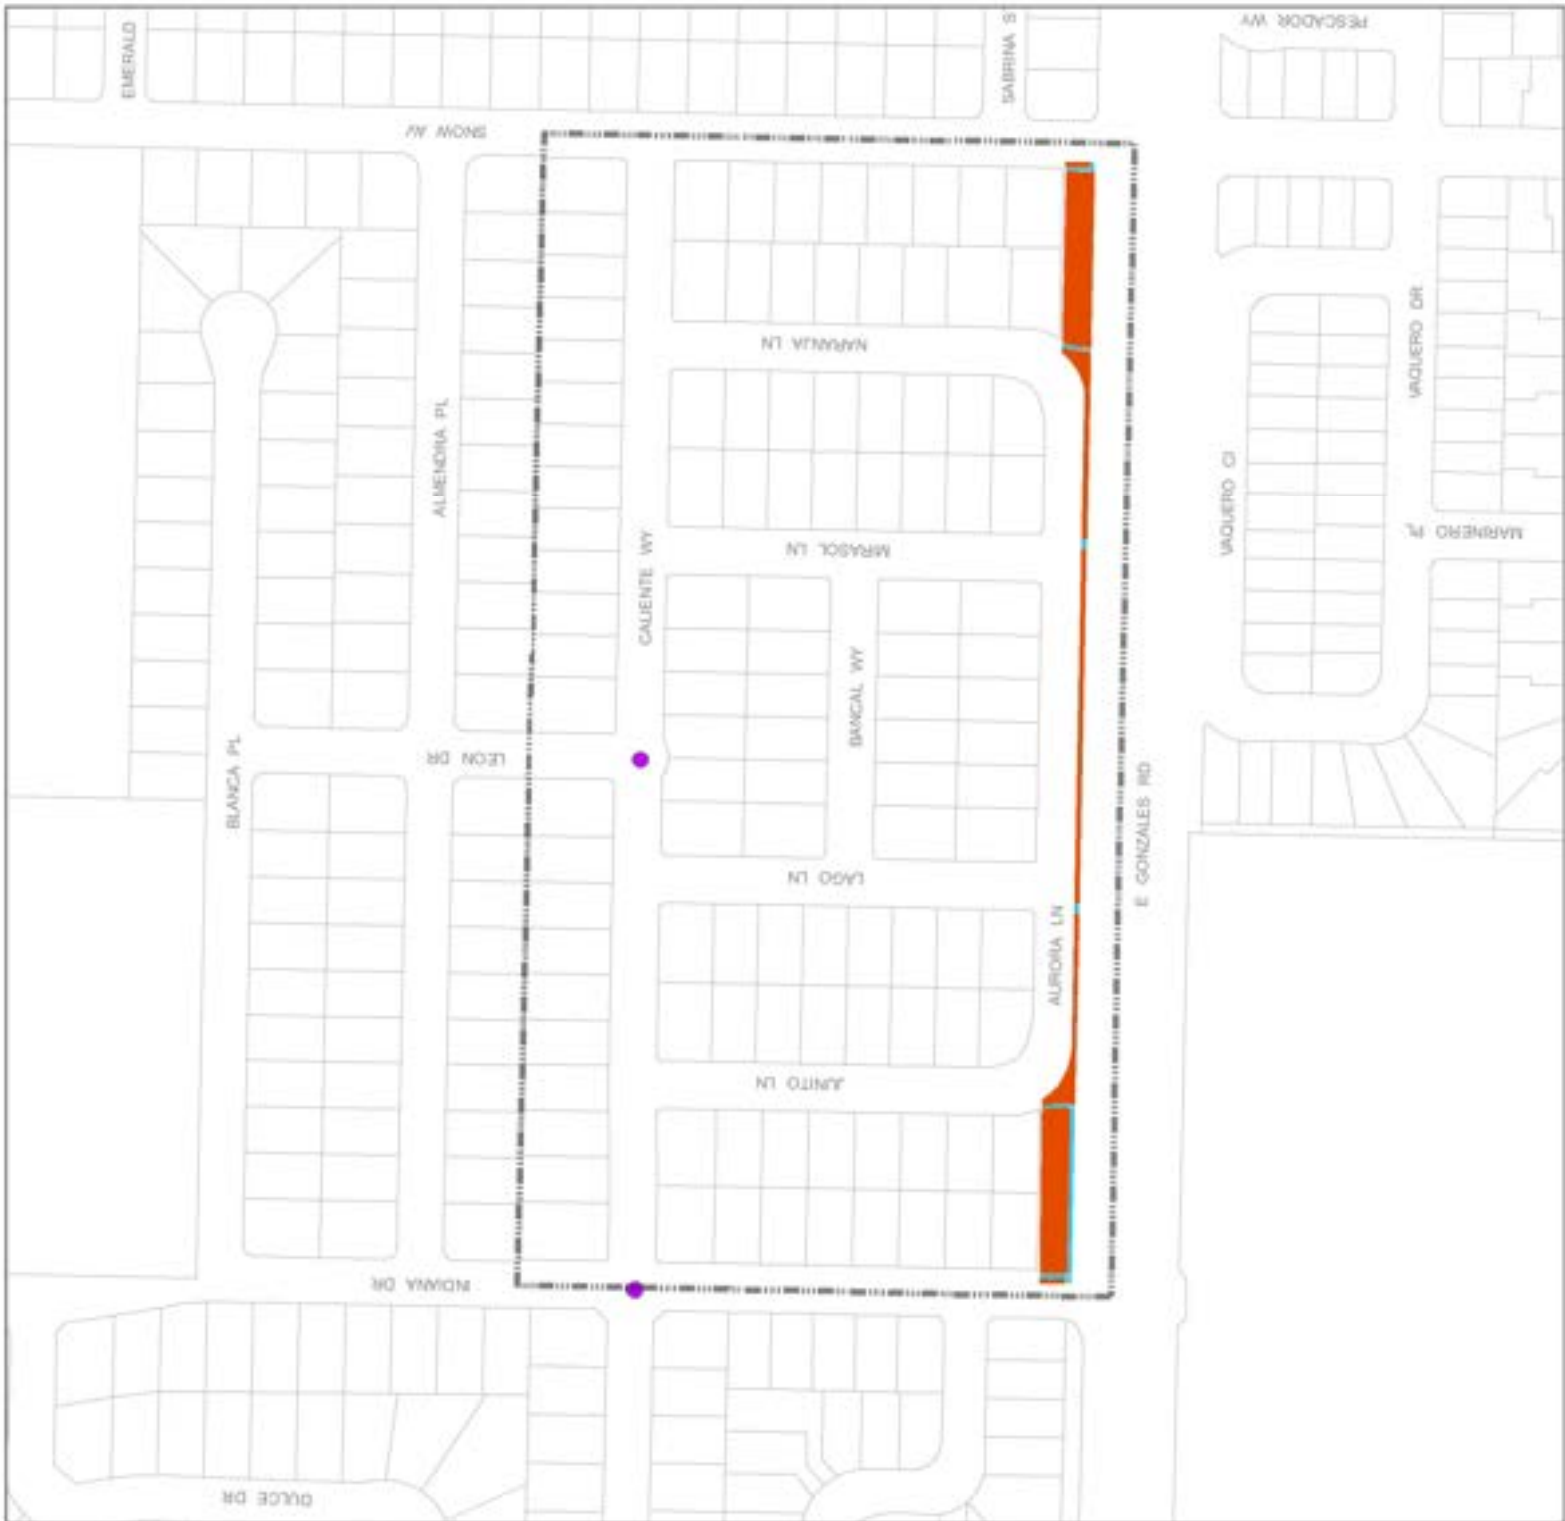 EMERALD
SABRINA S
PESCADOR WY
SNOW AV
NARANJA LN
VAQUERO DR
ALMENDRA PL
VAQUERO CI
MARINERO PL
MIRASOL LN
CALIENTE WY
BANCAL WY
LEON DR
BLANCA PL
E GONZALES RD
LAGO LN
AURORA LN
JUNITO LN
INDIANA DR
DULCE DR